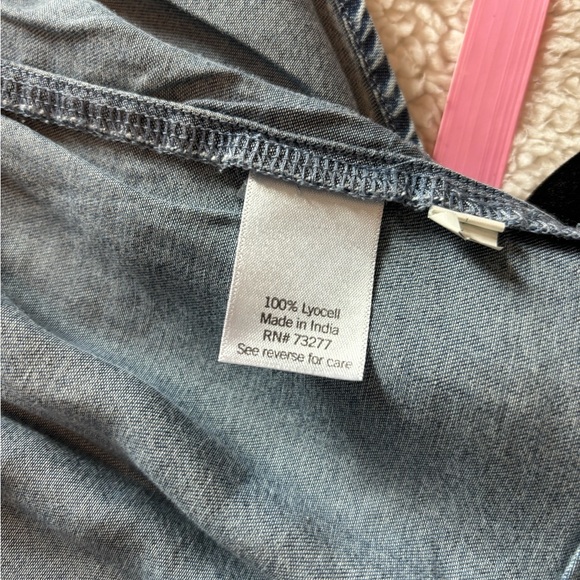 100% Lyocell
Made in India
RN# 73277
See reverse for care